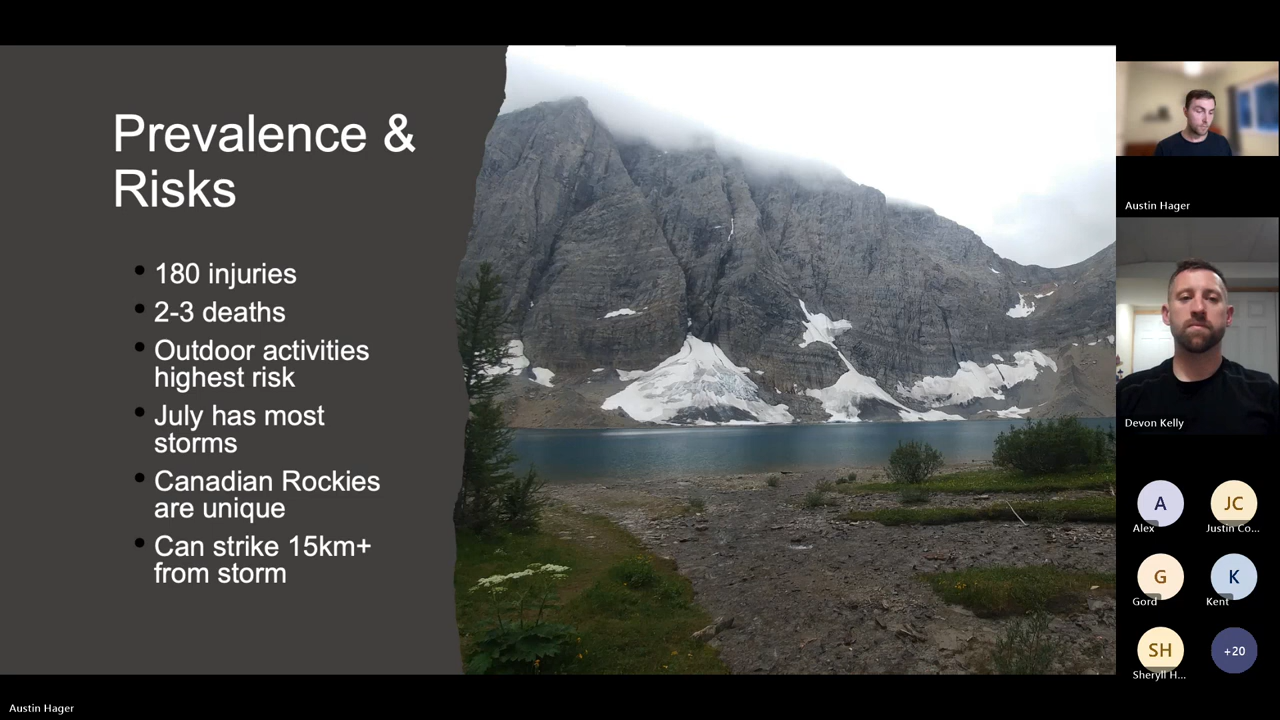 Prevalence &
Risks
• 180 injuries
• 2-3 deaths
• Outdoor activities
highest risk
• July has most
storms
• Canadian Rockies
are unique
• Can strike 15km+
from storm
Austin Hager
Devon Kelly
A
Alex
JC
Justin Co...
G
Gord
K
Kent
SH
Sheryll H...
+20
Austin Hager